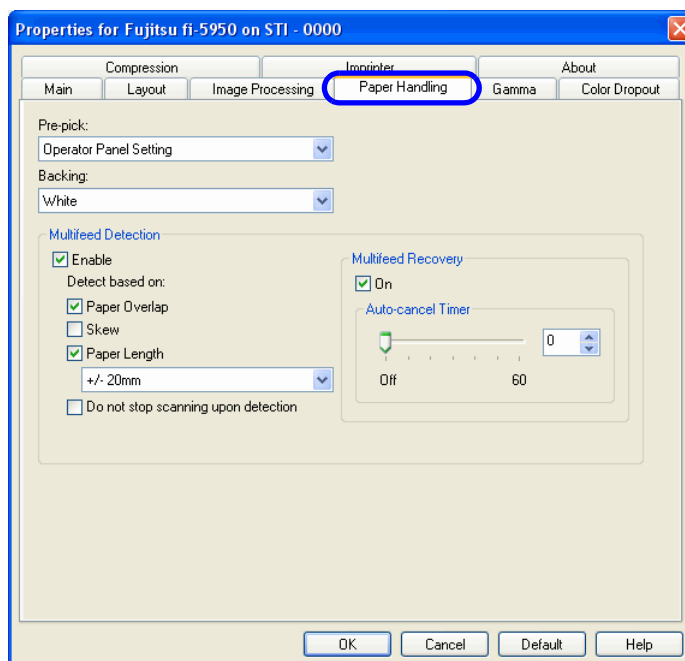 Properties for Fujitsu fi-5950 on STI - 0000
Compression Imprinter About
Main Layout Image Processing Paper Handling Gamma Color Dropout
Pre-pick:
Operator Panel Setting
Backing:
White
Multifeed Detection
Enable
Detect based on:
Paper Overlap
Skew
Paper Length
+/- 20mm
Do not stop scanning upon detection
Multifeed Recovery
On
Auto-cancel Timer
0
Off 60
OK Cancel Default Help